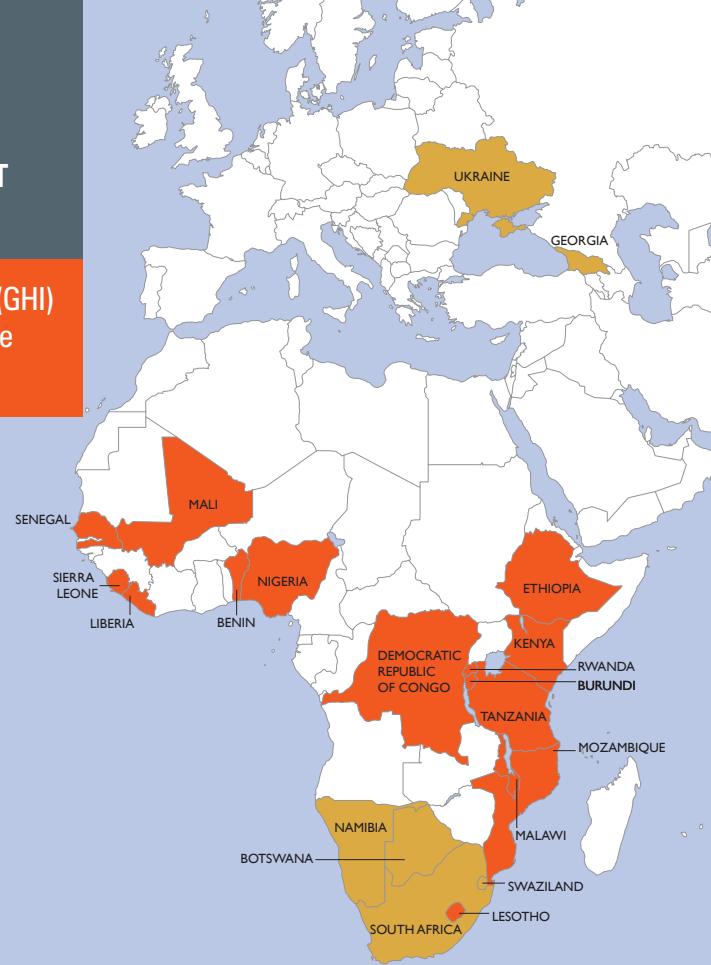 T
(GHI)
e
UKRAINE
GEORGIA
MALI
SENEGAL
SIERRA
LEONE
LIBERIA
BENIN
NIGERIA
ETHIOPIA
KENYA
DEMOCRATIC
REPUBLIC
OF CONGO
RWANDA
BURUNDI
TANZANIA
MOZAMBIQUE
MALAWI
NAMIBIA
BOTSWANA
SWAZILAND
LESOTHO
SOUTH AFRICA